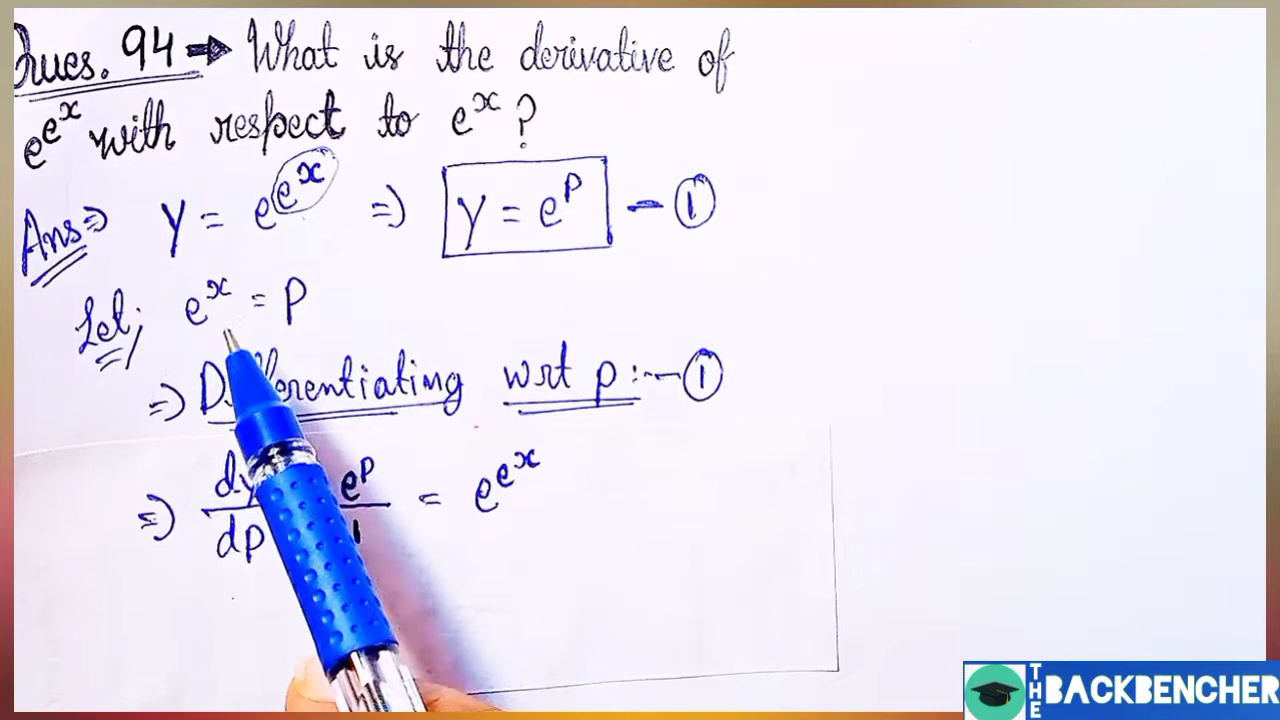 Ques. 94 → What is the derivative of
e^e^x with respect to e^x ?
Ans ⇒ y = e^e^x ⇒ y = e^p - ①
Let; e^x = p
⇒ Differentiating wrt p :-- ①
⇒ dy/dp e^p/1 = e^e^x
THE BACKBENCHER